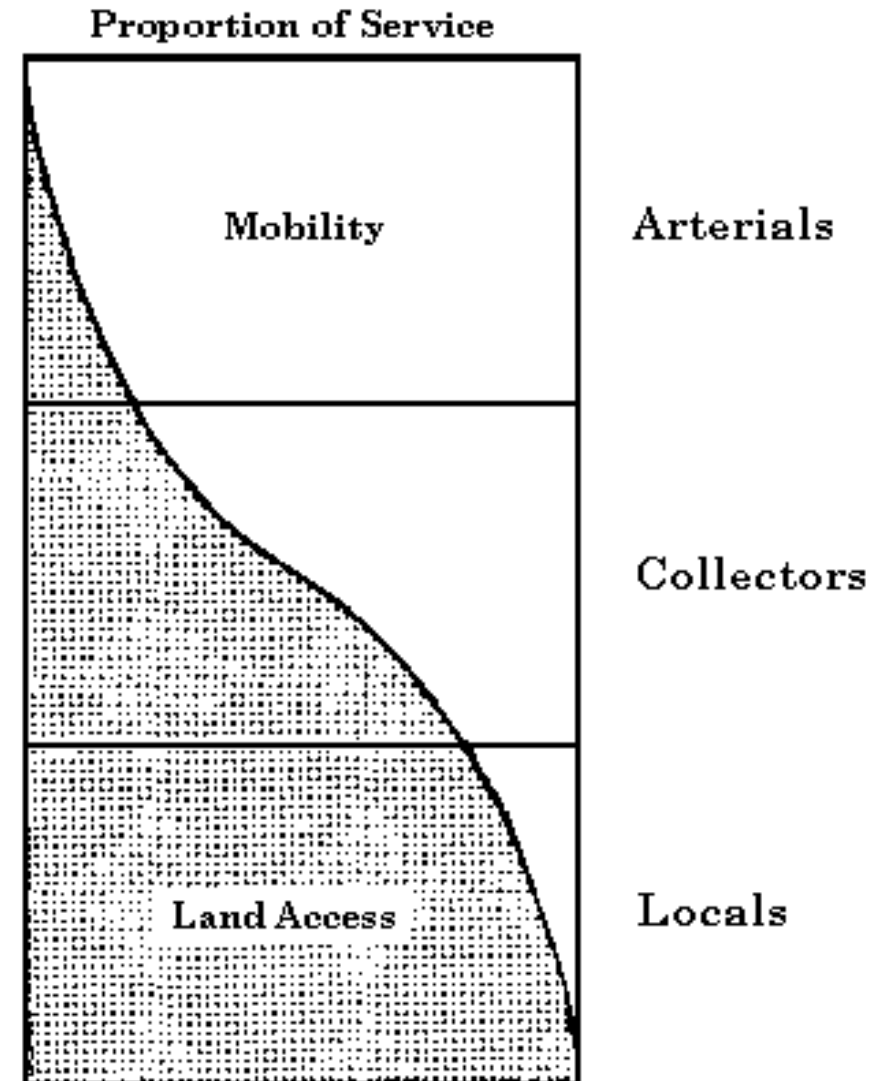 Proportion of Service
Mobility
Arterials
Collectors
Land Access
Locals